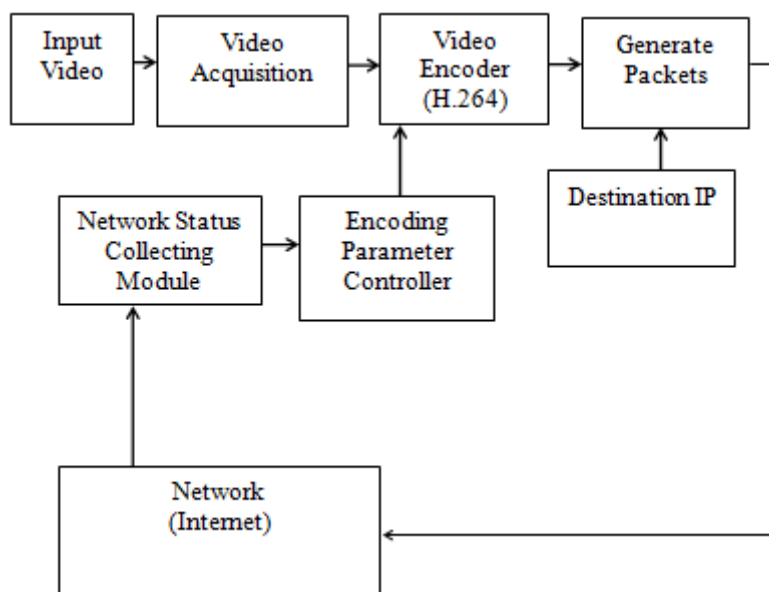 Input
Video
Video
Acquisition
Video
Encoder
(H.264)
Generate
Packets
Destination IP
Network Status
Collecting
Module
Encoding
Parameter
Controller
Network
(Internet)